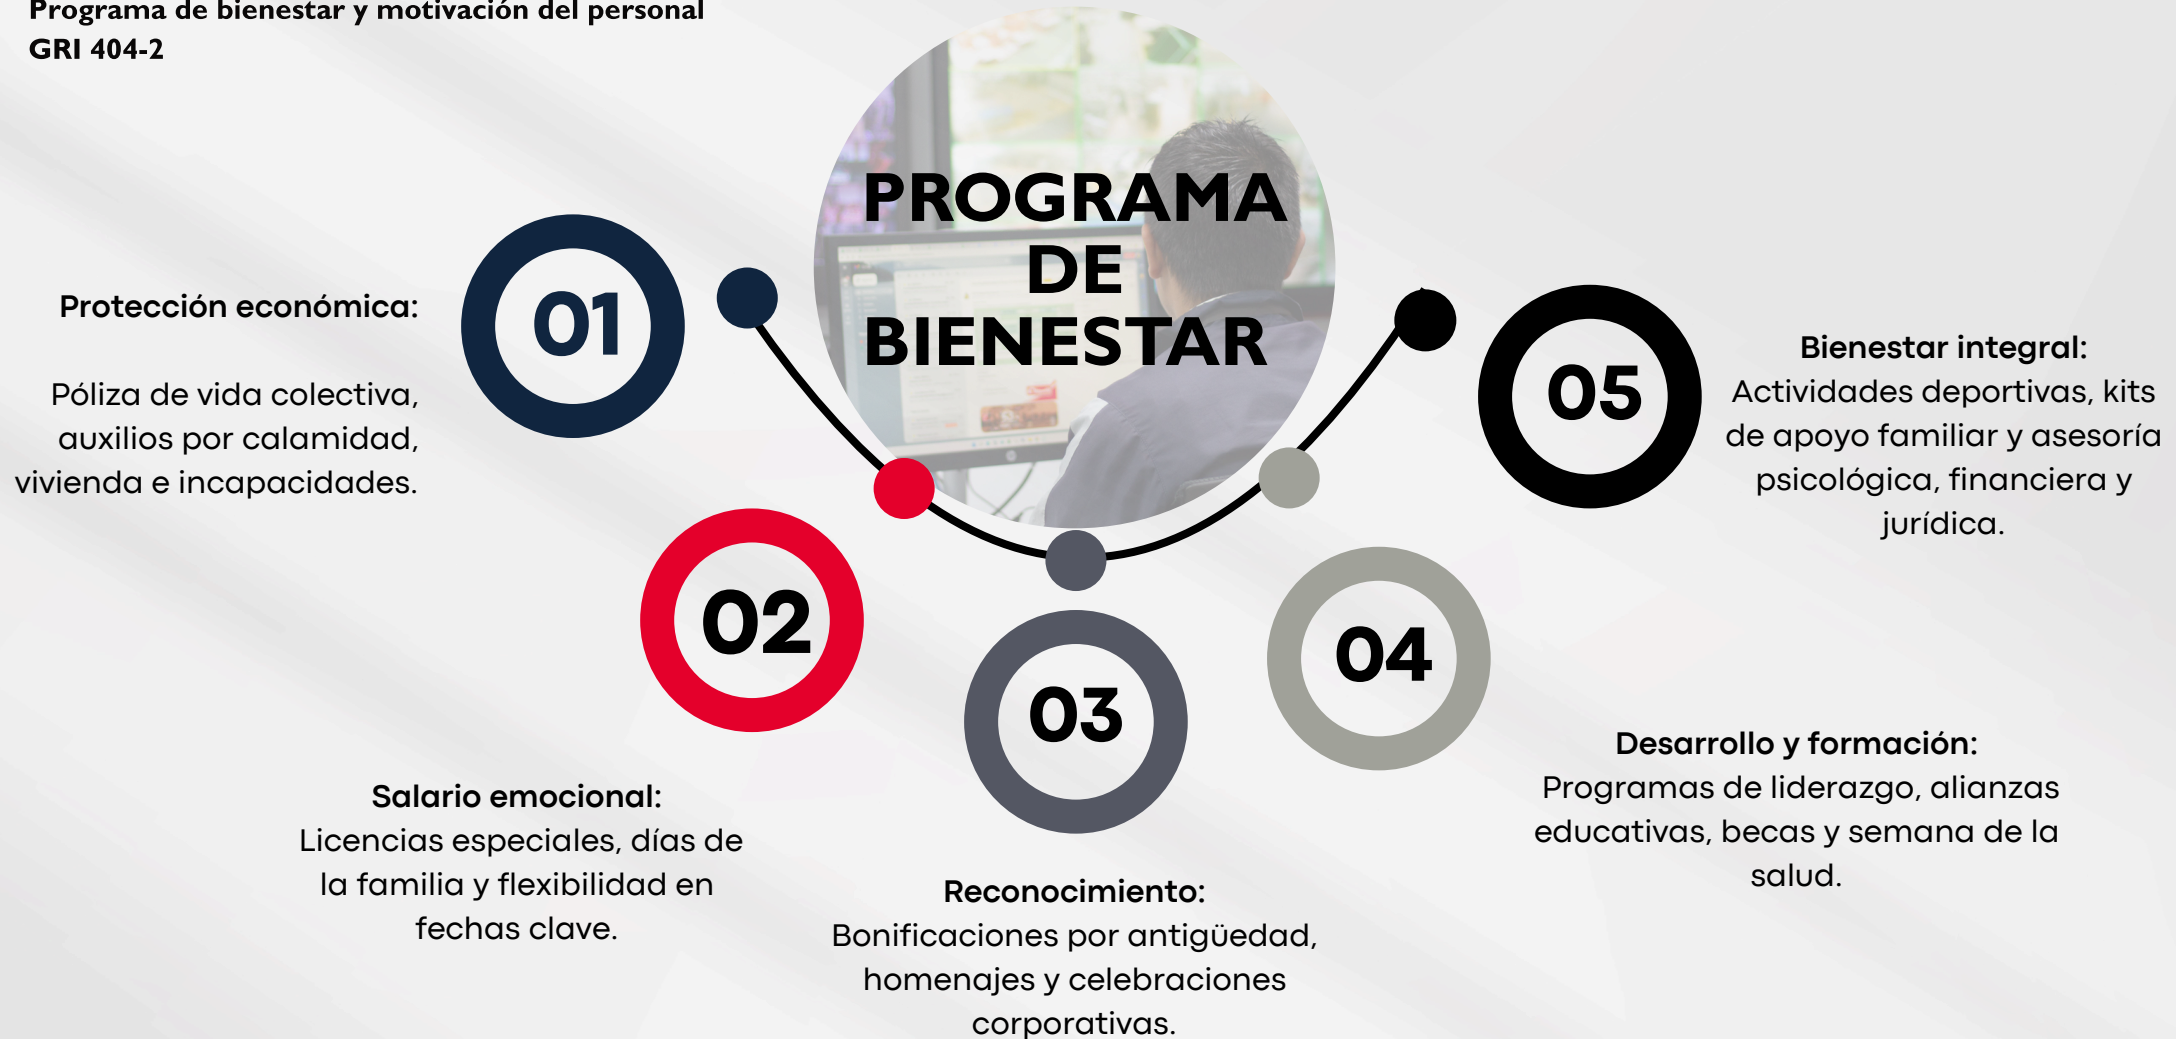 Programa de bienestar y motivación del personal
GRI 404-2
PROGRAMA
DE
BIENESTAR
01
Protección económica:
Póliza de vida colectiva,
auxilios por calamidad,
vivienda e incapacidades.
02
Salario emocional:
Licencias especiales, días de
la familia y flexibilidad en
fechas clave.
03
Reconocimiento:
Bonificaciones por antigüedad,
homenajes y celebraciones
corporativas.
04
Desarrollo y formación:
Programas de liderazgo, alianzas
educativas, becas y semana de la
salud.
05
Bienestar integral:
Actividades deportivas, kits
de apoyo familiar y asesoría
psicológica, financiera y
jurídica.